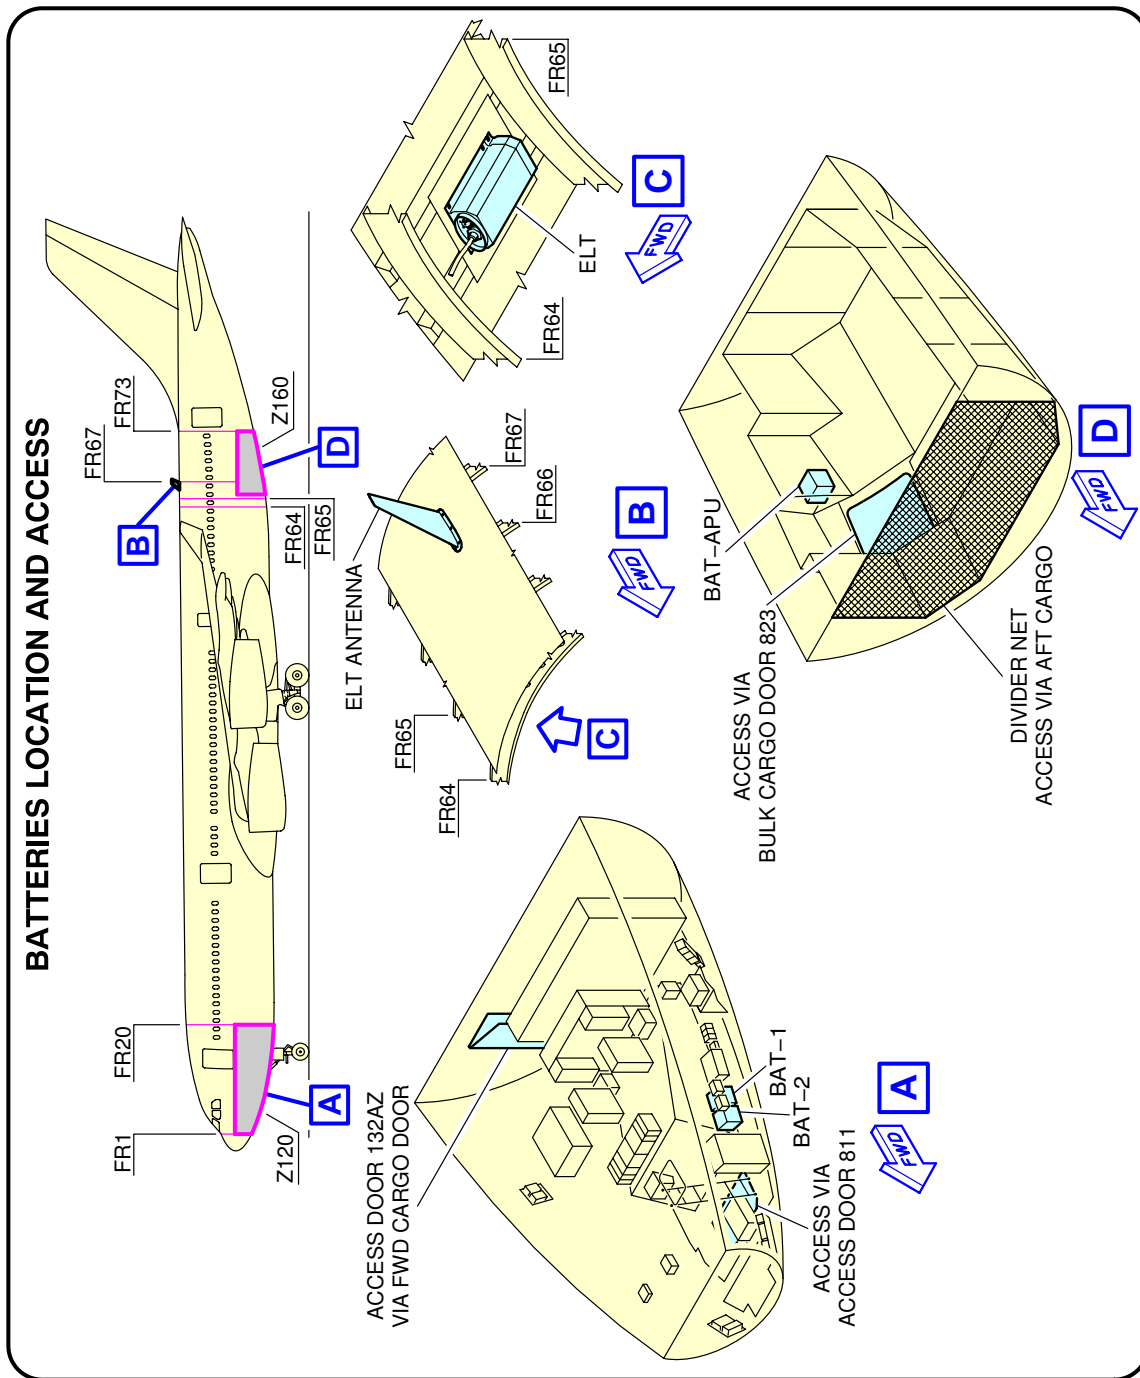 BATTERIES LOCATION AND ACCESS
FR1
FR20
FR67
FR73
B
Z120
A
FR64
FR65
D
Z160
FR64
FR65
ELT ANTENNA
FR66
FR67
C
FWD
B
FR64
FR65
ELT
FWD
C
ACCESS DOOR 132AZ
VIA FWD CARGO DOOR
BAT–1
BAT–2
ACCESS VIA
ACCESS DOOR 811
FWD
A
ACCESS VIA
BULK CARGO DOOR 823
BAT–APU
DIVIDER NET
ACCESS VIA AFT CARGO
FWD
D